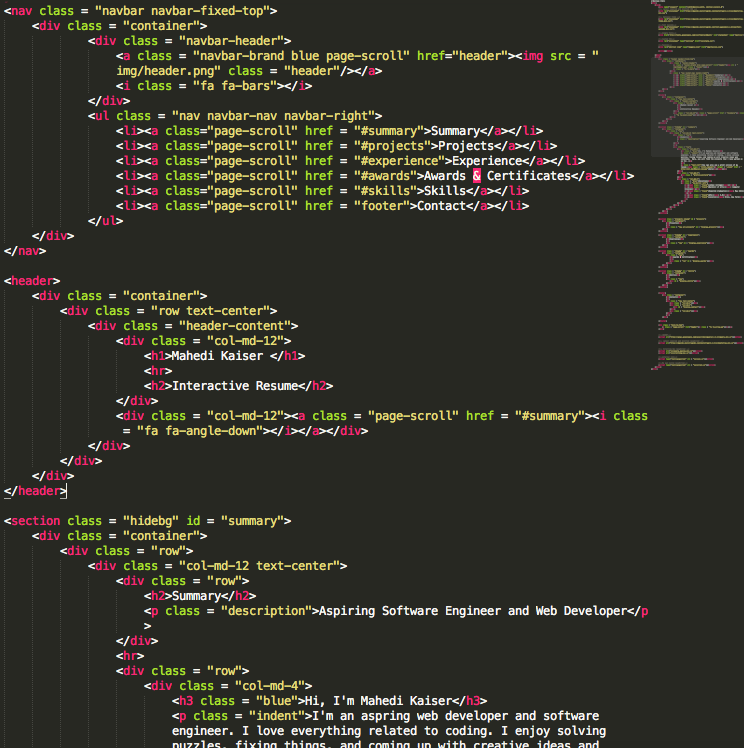 <nav class = "navbar navbar-fixed-top">
<div class = "container">
<div class = "navbar-header">
<a class = "navbar-brand blue page-scroll" href="header"><img src = "
img/header.png" class = "header"/></a>
<i class = "fa fa-bars"></i>
</div>
<ul class = "nav navbar-nav navbar-right">
<li><a class="page-scroll" href = "#summary">Summary</a></li>
<li><a class="page-scroll" href = "#projects">Projects</a></li>
<li><a class="page-scroll" href = "#experience">Experience</a></li>
<li><a class="page-scroll" href = "#awards">Awards & Certificates</a></li>
<li><a class="page-scroll" href = "#skills">Skills</a></li>
<li><a class="page-scroll" href = "footer">Contact</a></li>
</ul>
</div>
</nav>
<header>
<div class = "container">
<div class = "row text-center">
<div class = "header-content">
<div class = "col-md-12">
<h1>Mahedi Kaiser </h1>
<hr>
<h2>Interactive Resume</h2>
</div>
<div class = "col-md-12"><a class = "page-scroll" href = "#summary"><i class
= "fa fa-angle-down"></i></a></div>
</div>
</div>
</div>
</header>
<section class = "hidebg" id = "summary">
<div class = "container">
<div class = "row">
<div class = "col-md-12 text-center">
<div class = "row">
<h2>Summary</h2>
<p class = "description">Aspiring Software Engineer and Web Developer</p
>
</div>
<hr>
<div class = "row">
<div class = "col-md-4">
<h3 class = "blue">Hi, I'm Mahedi Kaiser</h3>
<p class = "indent">I'm an aspring web developer and software
engineer. I love everything related to coding. I enjoy solving
puzzles, fixing things, and coming up with creative ideas and